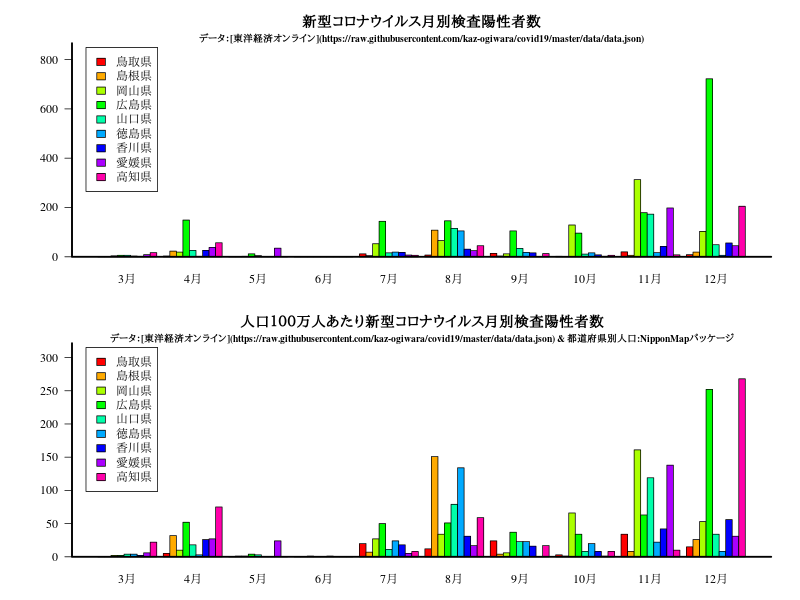 新型コロナウイルス月別検査陽性者数
データ:[東洋経済オンライン](https://raw.githubusercontent.com/kaz-ogiwara/covid19/master/data/data.json)
800
600
400
200
0
鳥取県
島根県
岡山県
広島県
山口県
徳島県
香川県
愛媛県
高知県
3月 4月 5月 6月 7月 8月 9月 10月 11月 12月
人口100万人あたり新型コロナウイルス月別検査陽性者数
データ:[東洋経済オンライン](https://raw.githubusercontent.com/kaz-ogiwara/covid19/master/data/data.json) & 都道府県別人口:NipponMapパッケージ
300
250
200
150
100
50
0
鳥取県
島根県
岡山県
広島県
山口県
徳島県
香川県
愛媛県
高知県
3月 4月 5月 6月 7月 8月 9月 10月 11月 12月